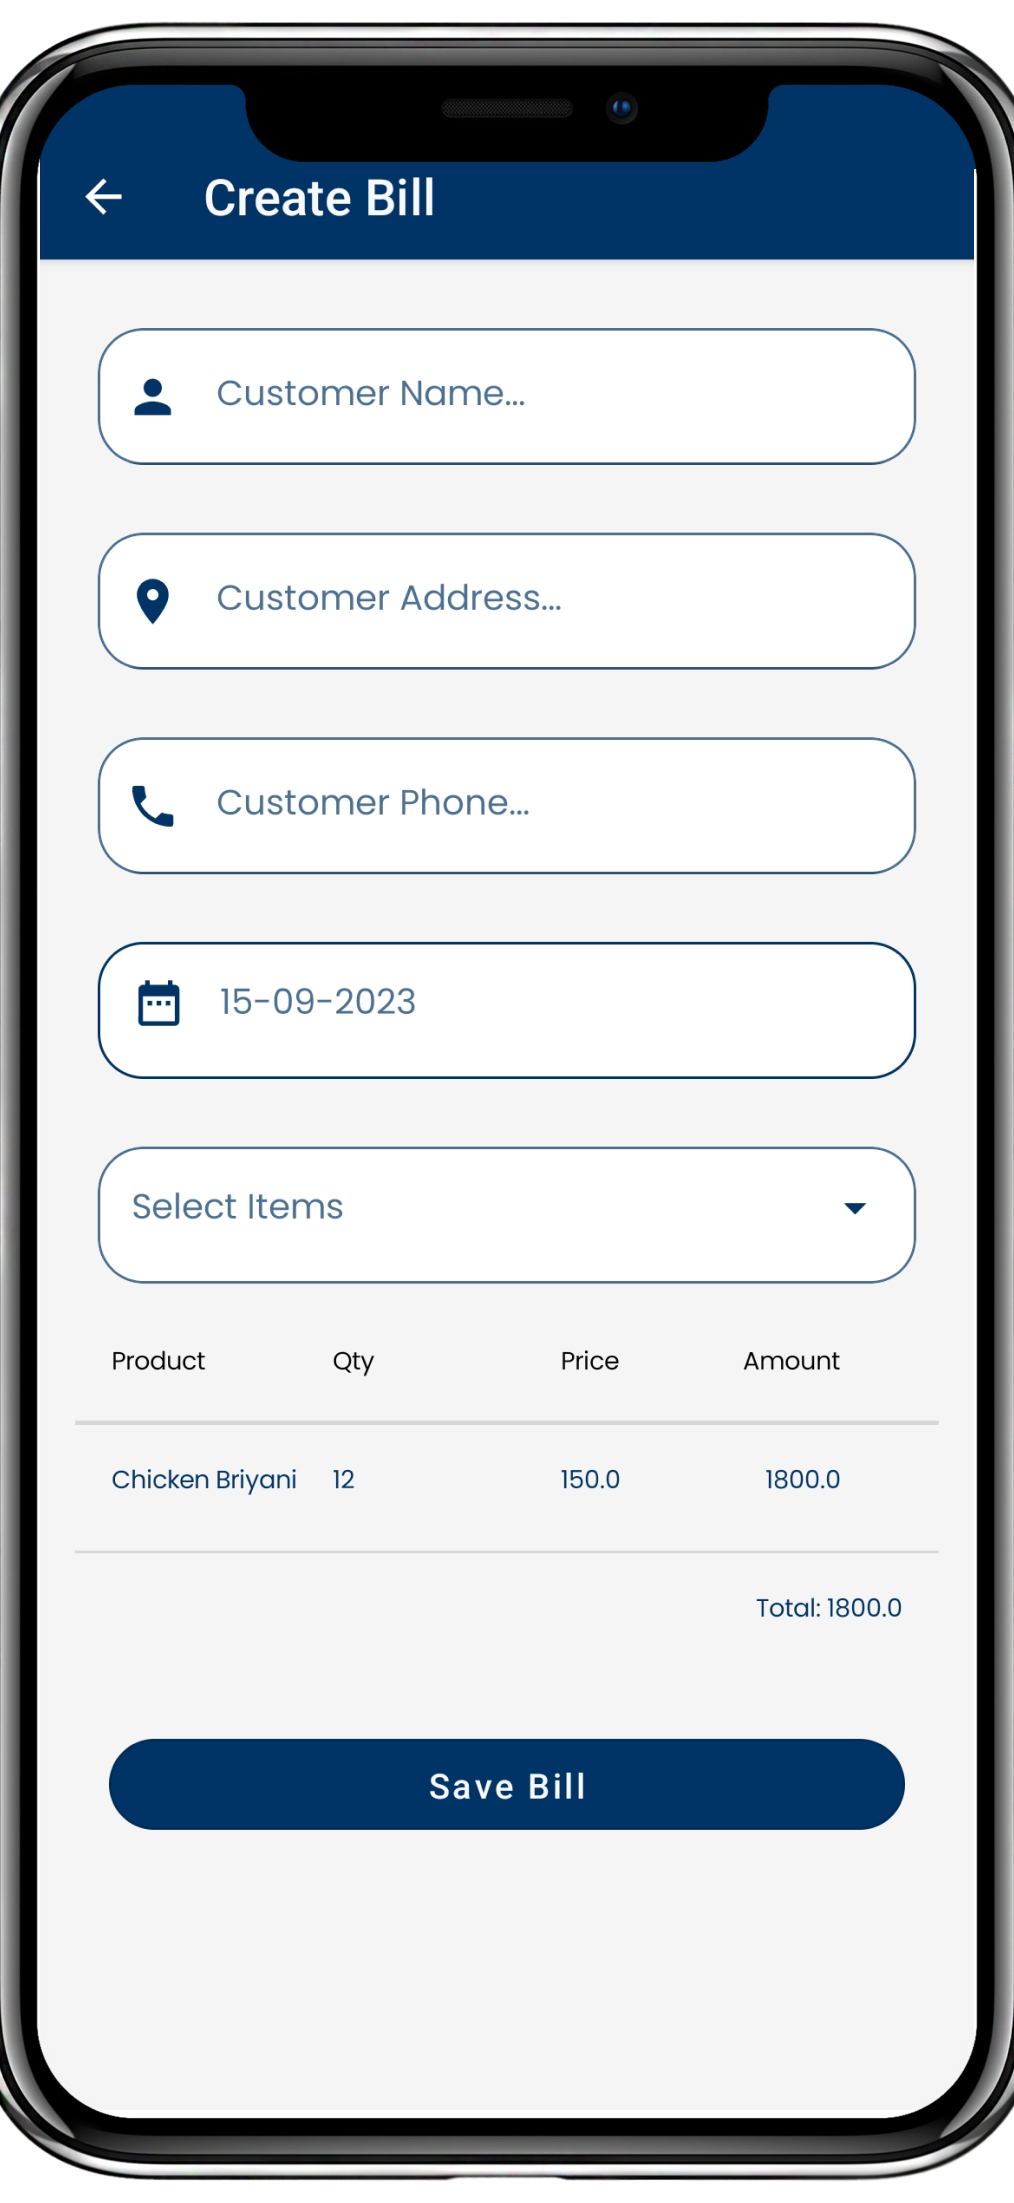 Create Bill
Customer Name...
Customer Address...
Customer Phone...
15-09-2023
Select Items
Product Qty Price Amount
Chicken Briyani 12 150.0 1800.0
Total: 1800.0
Save Bill